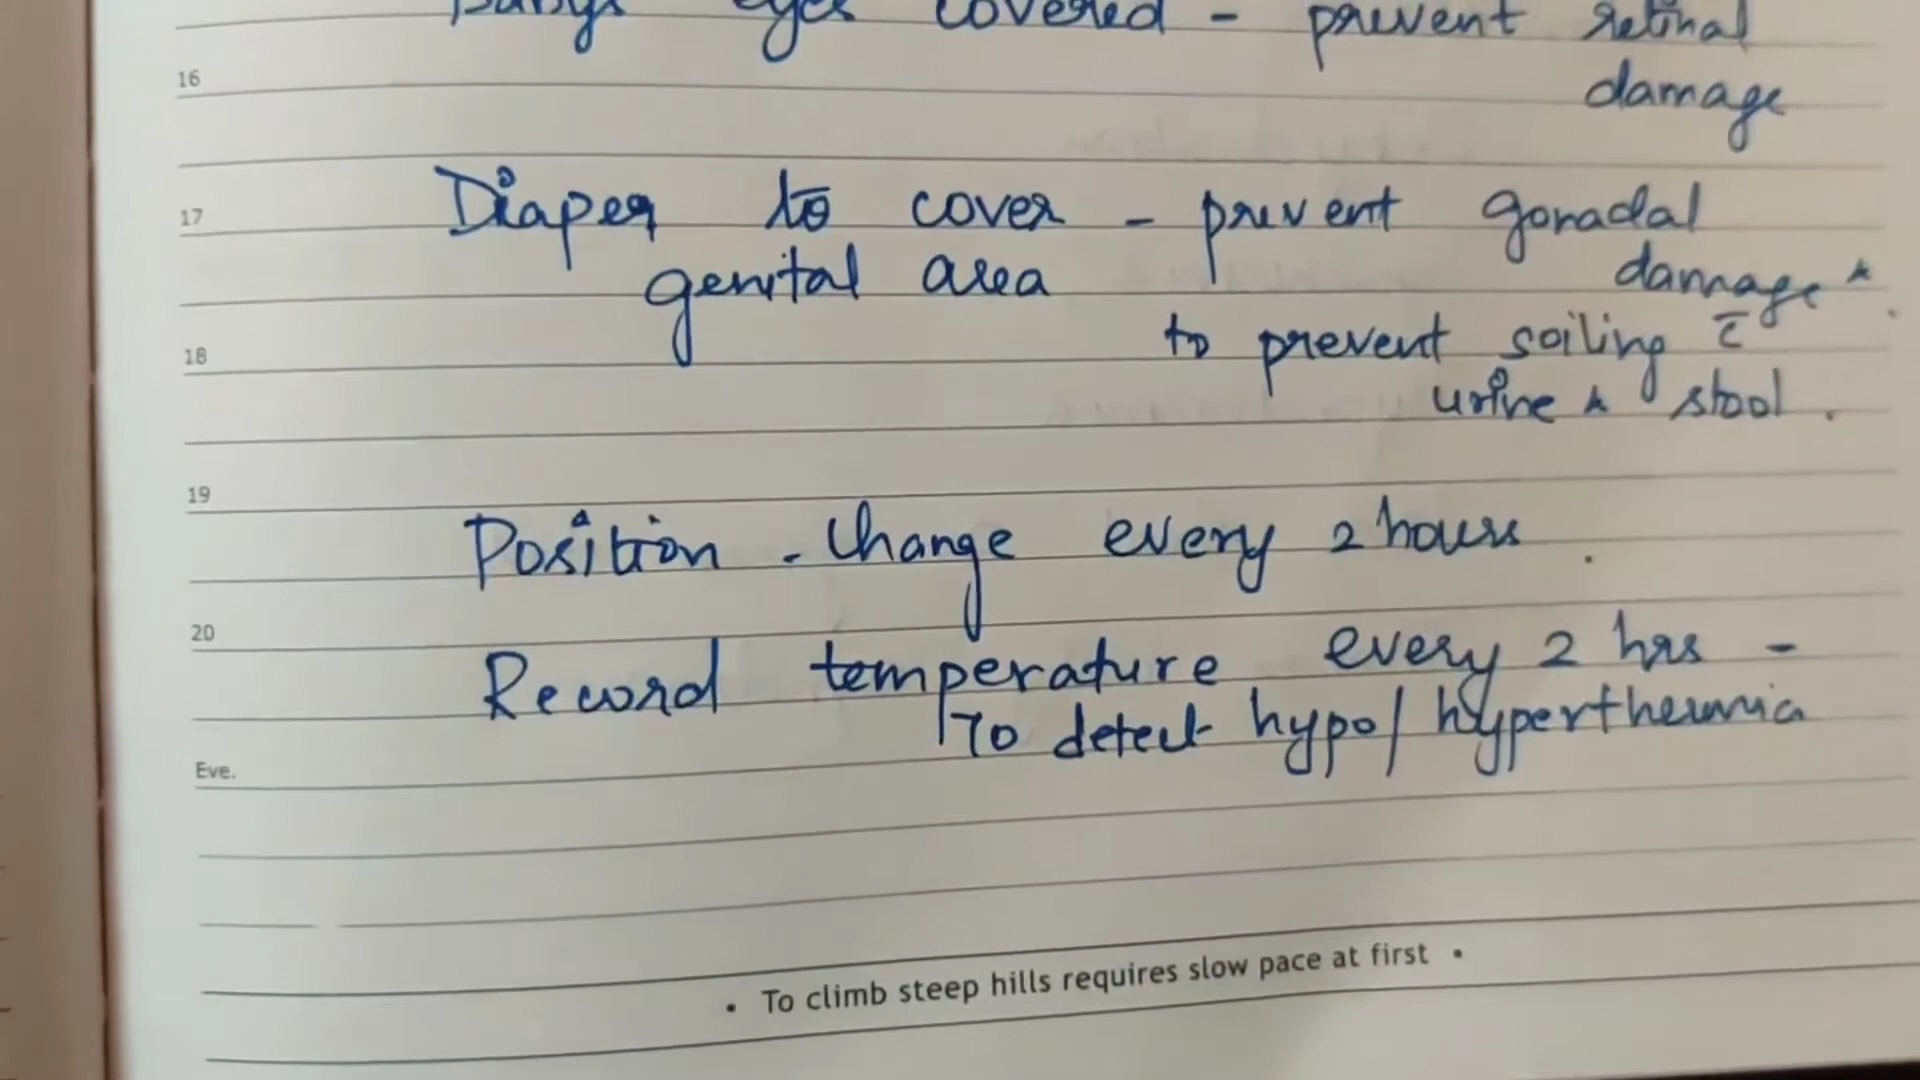 Baby's eyes covered - prevent retinal
16
damage
17
Diaper to cover - prevent gonadal
genital area
damage &
18
to prevent soiling c̄
urine & stool.
19
Position - Change every 2 hours.
20
Record temperature every 2 hrs -
To detect hypo/hyperthermia
Eve.
• To climb steep hills requires slow pace at first •